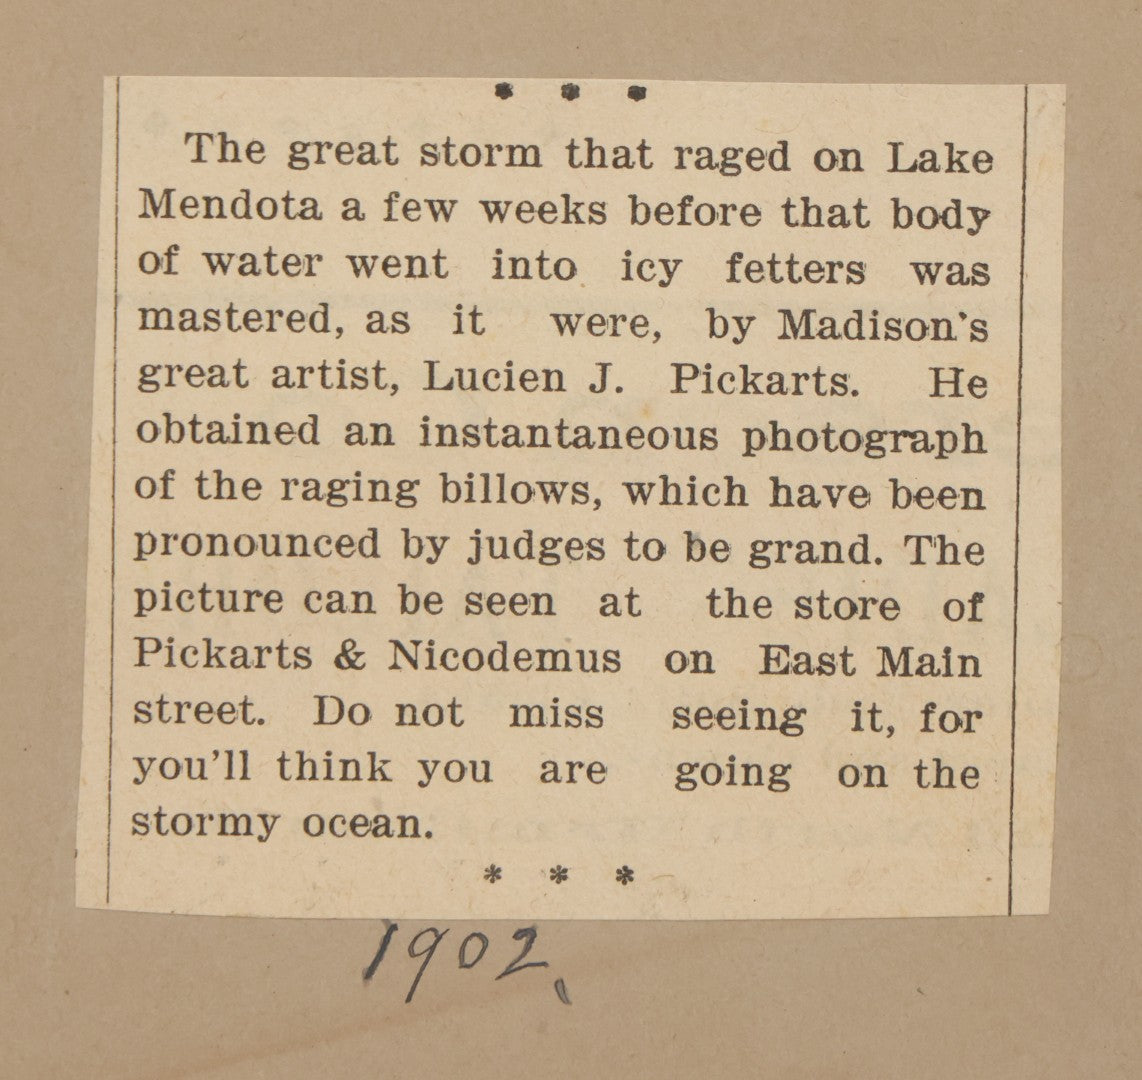 * * *
The great storm that raged on Lake
Mendota a few weeks before that body
of water went into icy fetters was
mastered, as it were, by Madison's
great artist, Lucien J. Pickarts. He
obtained an instantaneous photograph
of the raging billows, which have been
pronounced by judges to be grand. The
picture can be seen at the store of
Pickarts & Nicodemus on East Main
street. Do not miss seeing it, for
you'll think you are going on the
stormy ocean.
* * *
1902,